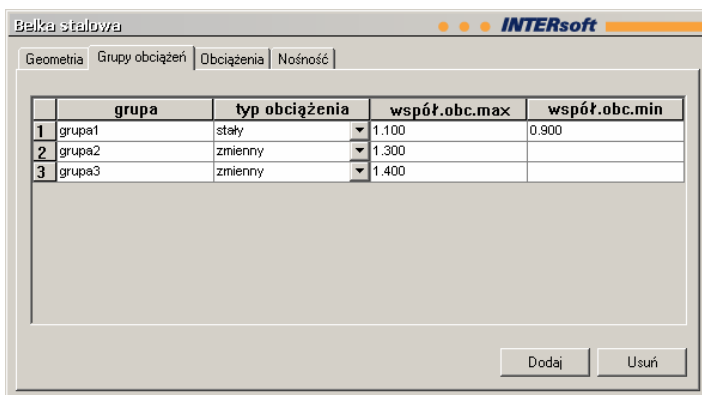 Belka stalowa INTERsoft
Geometria Grupy obciążeń Obciążenia Nośność
grupa typ obciążenia współ.obc.max współ.obc.min
1 grupa1 stały 1.100 0.900
2 grupa2 zmienny 1.300
3 grupa3 zmienny 1.400
Dodaj Usuń